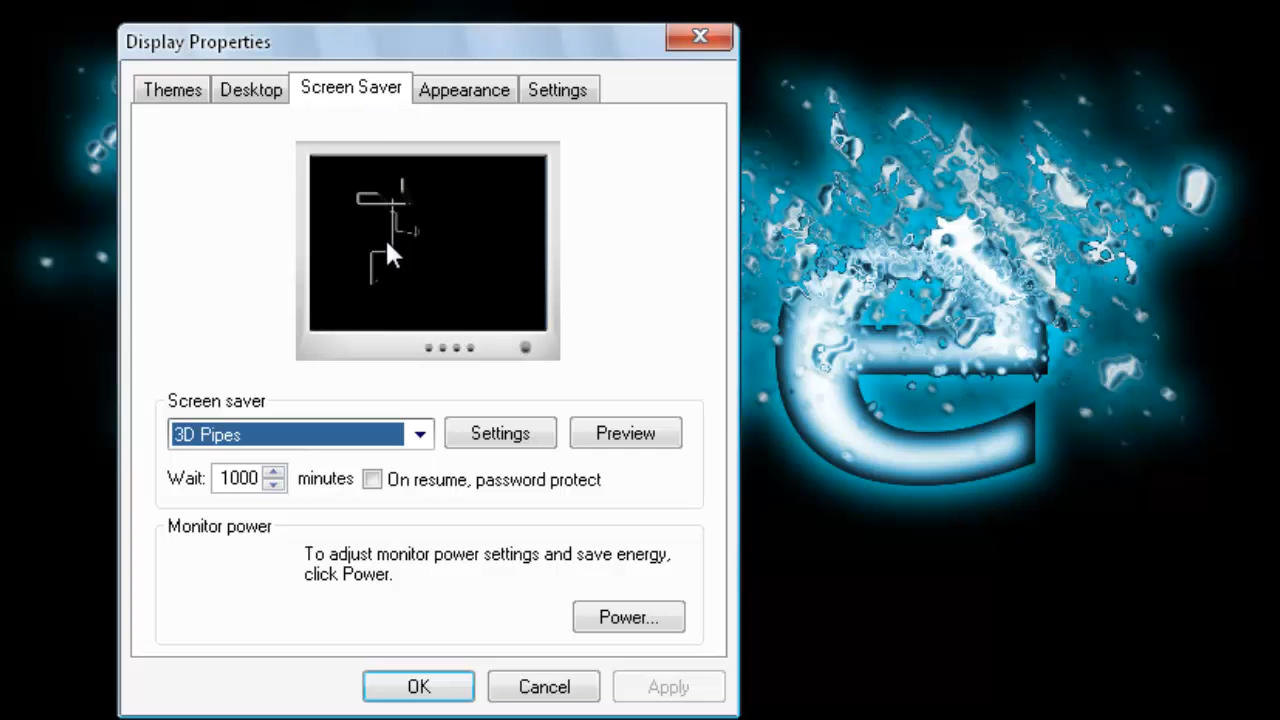 Display Properties
Themes Desktop Screen Saver Appearance Settings
Screen saver
3D Pipes Settings Preview
Wait: 1000 minutes On resume, password protect
Monitor power
To adjust monitor power settings and save energy,
click Power.
Power...
OK Cancel Apply
e